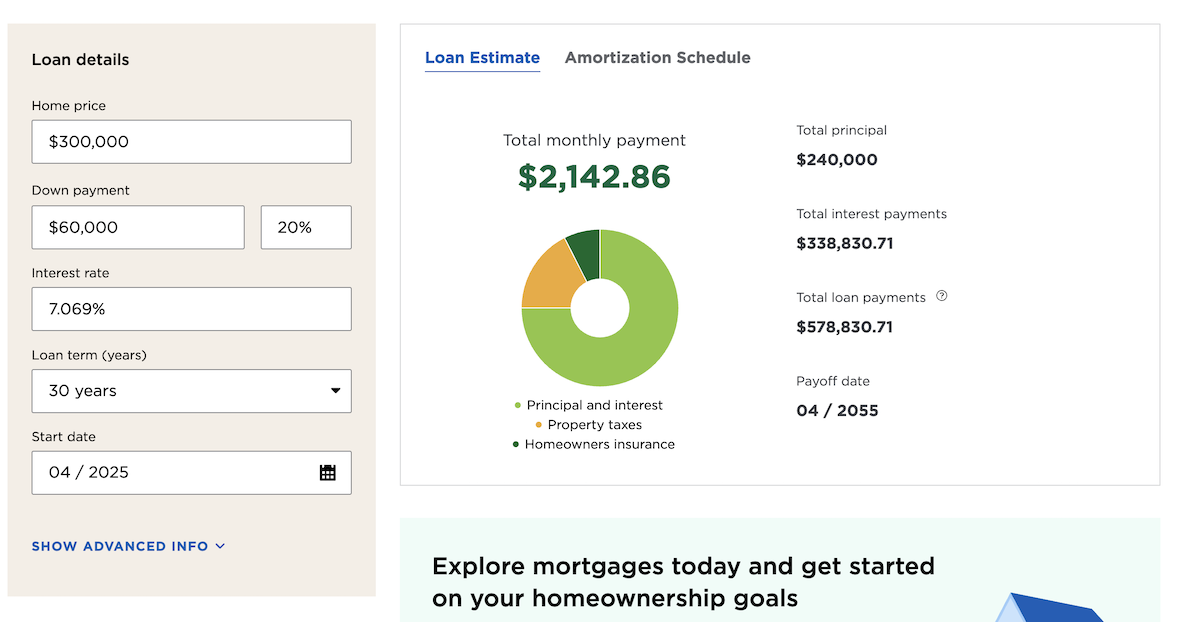 Loan details
Home price
$300,000
Down payment
$60,000
20%
Interest rate
7.069%
Loan term (years)
30 years
Start date
04 / 2025
SHOW ADVANCED INFO
Loan Estimate
Amortization Schedule
Total monthly payment
$2,142.86
Principal and interest
Property taxes
Homeowners insurance
Total principal
$240,000
Total interest payments
$338,830.71
Total loan payments ?
$578,830.71
Payoff date
04 / 2055
Explore mortgages today and get started
on your homeownership goals